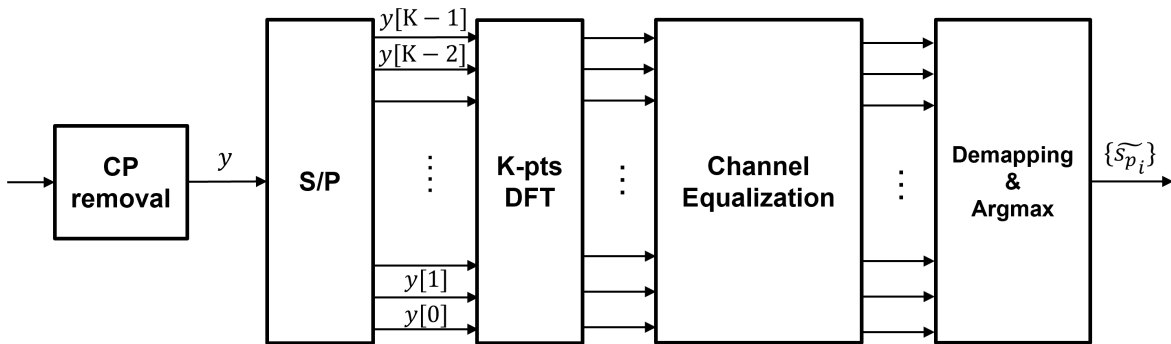 y[K − 1]
y[K − 2]
CP
removal
y
S/P
⋮
K-pts
DFT
⋮
Channel
Equalization
⋮
Demapping
&
Argmax
{s̃_{p_i}}
y[1]
y[0]